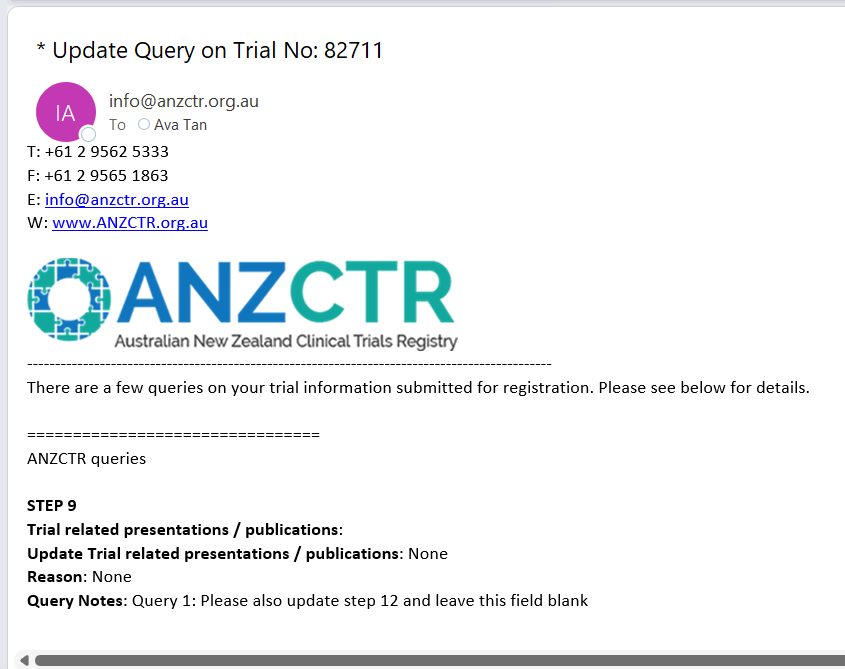 * Update Query on Trial No: 82711
IA
info@anzctr.org.au
To Ava Tan
T: +61 2 9562 5333
F: +61 2 9565 1863
E: info@anzctr.org.au
W: www.ANZCTR.org.au
ANZCTR
Australian New Zealand Clinical Trials Registry
-----------------------------------------------------------------------------------------------
There are a few queries on your trial information submitted for registration. Please see below for details.
================================
ANZCTR queries
STEP 9
Trial related presentations / publications:
Update Trial related presentations / publications: None
Reason: None
Query Notes: Query 1: Please also update step 12 and leave this field blank